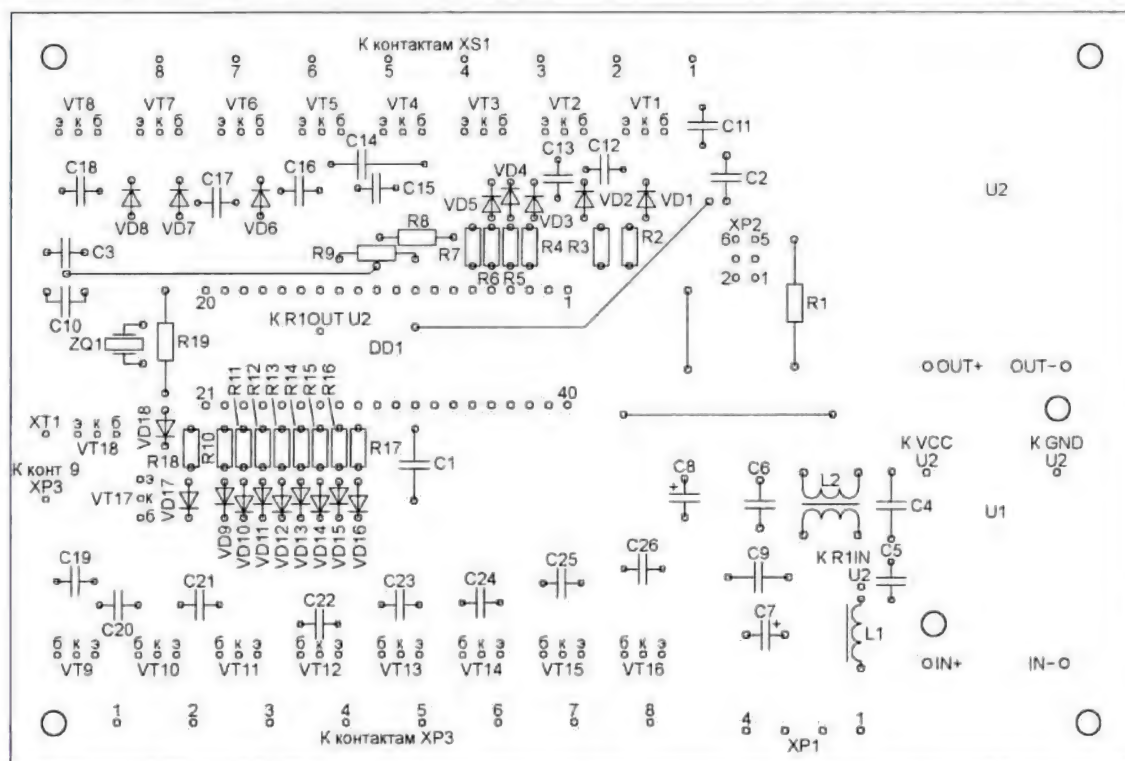 К контактам XS1
8 7 6 5 4 3 2 1
VT8 VT7 VT6 VT5 VT4 VT3 VT2 VT1
э к б э к б э к б э к б э к б э к б э к б э к б
C11
C14 C13 C12
C18 C17 C16 C15 VD4 C2 U2
VD5 VD3 VD2 VD1
VD8 VD7 VD6
XP2
R8 6 5
C3 R9 R7 R4 R3 R2
R6 R5 2 1
20 1
C10 К R1OUT U2 R1
ZQ1 R19 DD1
OUT+ OUT-
R11 R12 R13 R14 R15 R16
21 40
XT1 э к б VD18
VT18 R18 R10 R17
К конт 9 C1 C8 C6 L2 К VCC К GND
XP3 U2 U2
э
VT17 к VD17 + C4 U1
б
VD9 VD10 VD11 VD12 VD13 VD14 VD15 VD16
C19 C21 C23 C24 C25 C26 C9 К R1IN C5
U2
C20 C22 C7 + L1
б к э б к э б к э б к э б к э б к э б к э б к э
VT9 VT10 VT11 VT12 VT13 VT14 VT15 VT16 IN+ IN-
1 2 3 4 5 6 7 8 4 1
К контактам XP3 XP1